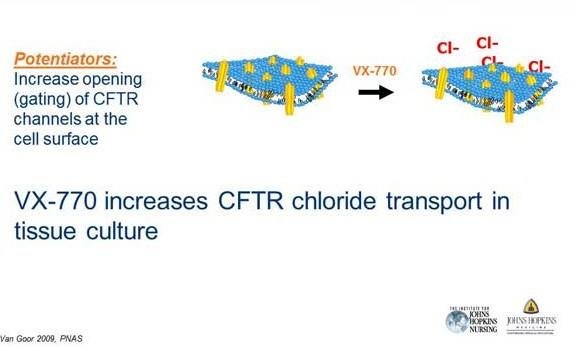 Potentiators:
Increase opening
(gating) of CFTR
channels at the
cell surface
VX-770
Cl-
Cl-
Cl-
Cl-
VX-770 increases CFTR chloride transport in
tissue culture
Van Goor 2009, PNAS
THE INSTITUTE FOR
JOHNS
HOPKINS
NURSING
JOHNS HOPKINS
MEDICINE